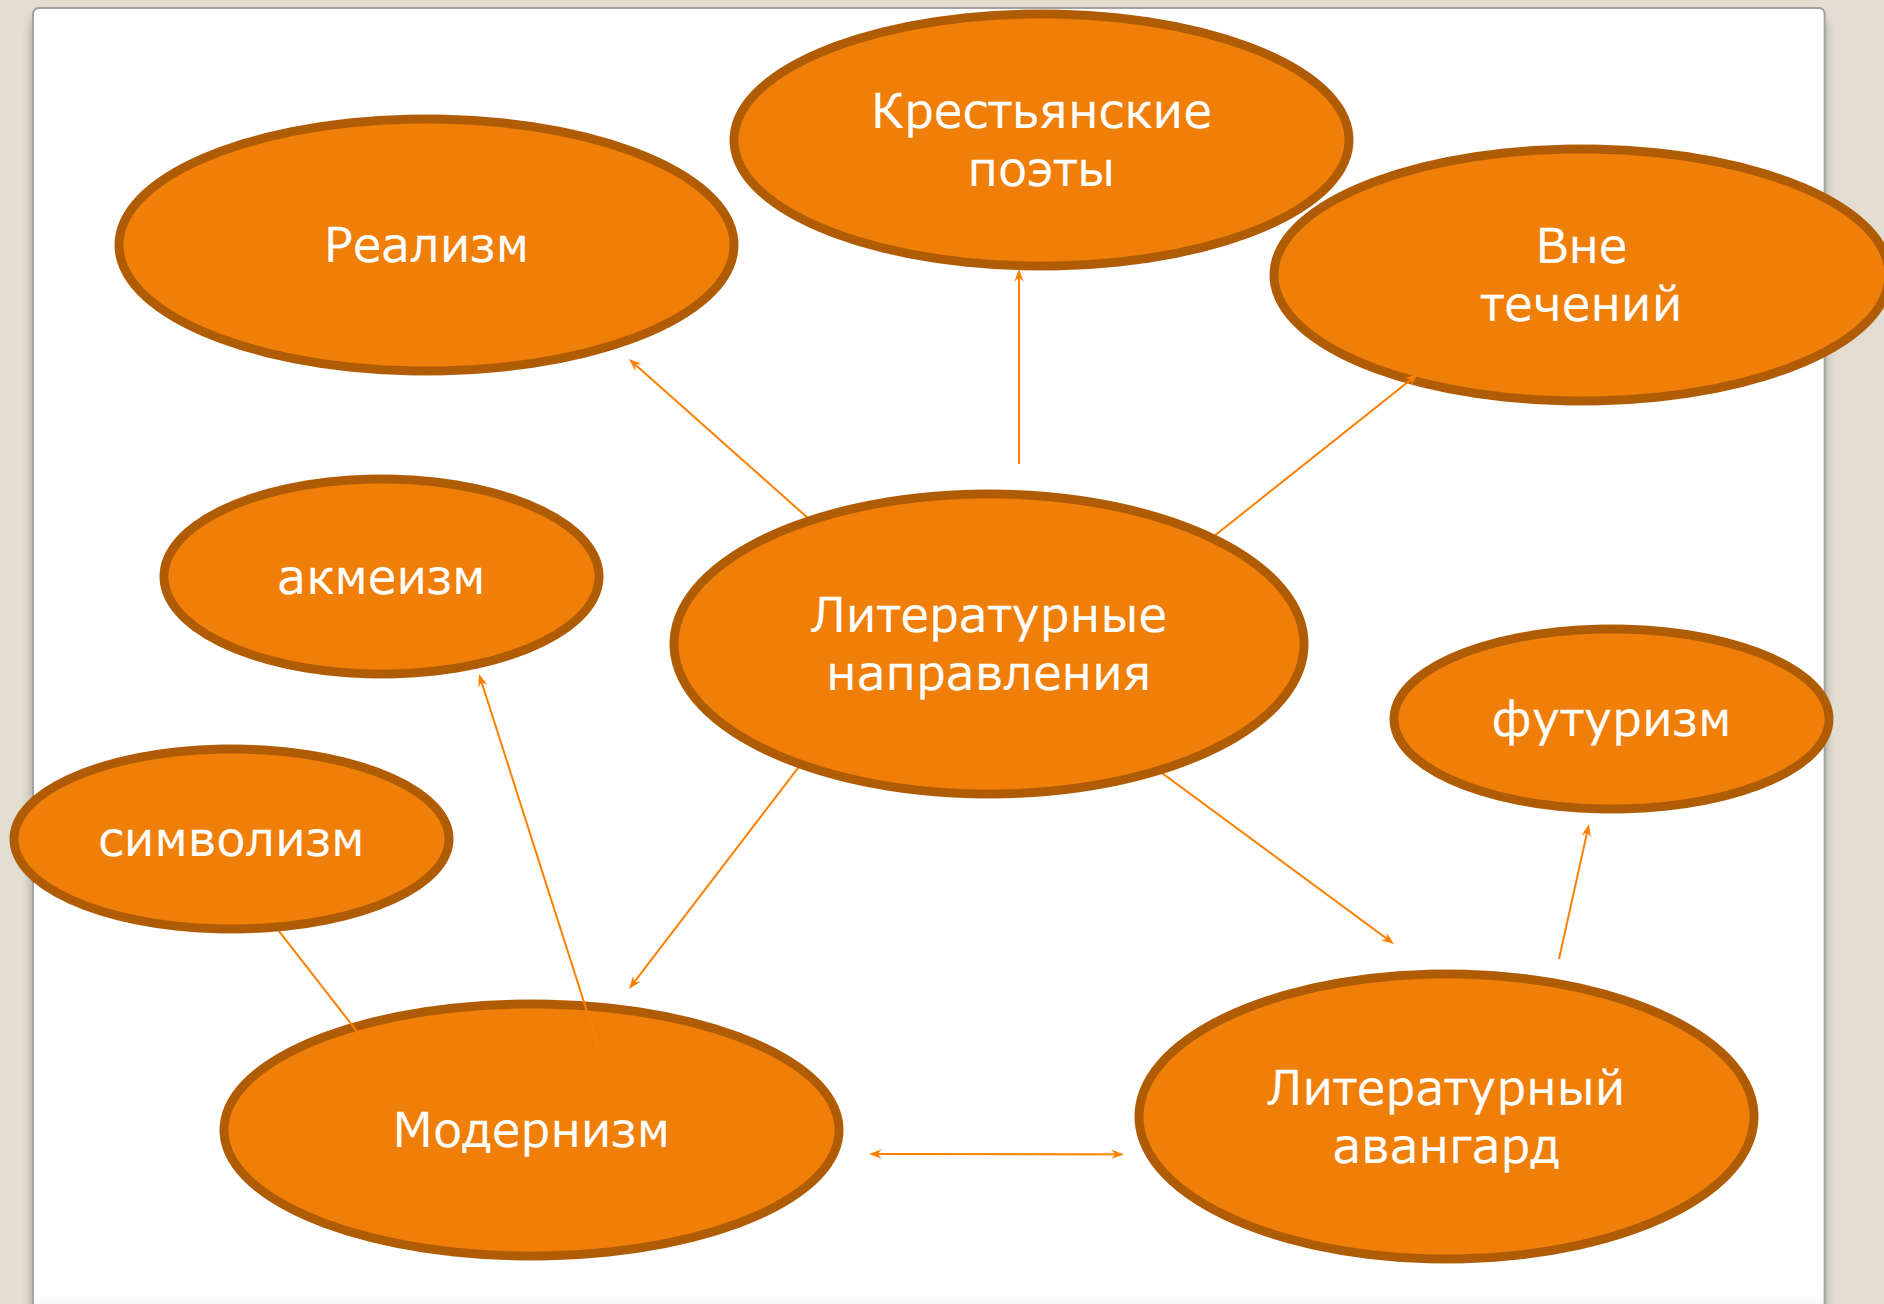 Крестьянские
поэты
Реализм
Вне
течений
акмеизм
Литературные
направления
футуризм
символизм
Модернизм
Литературный
авангард